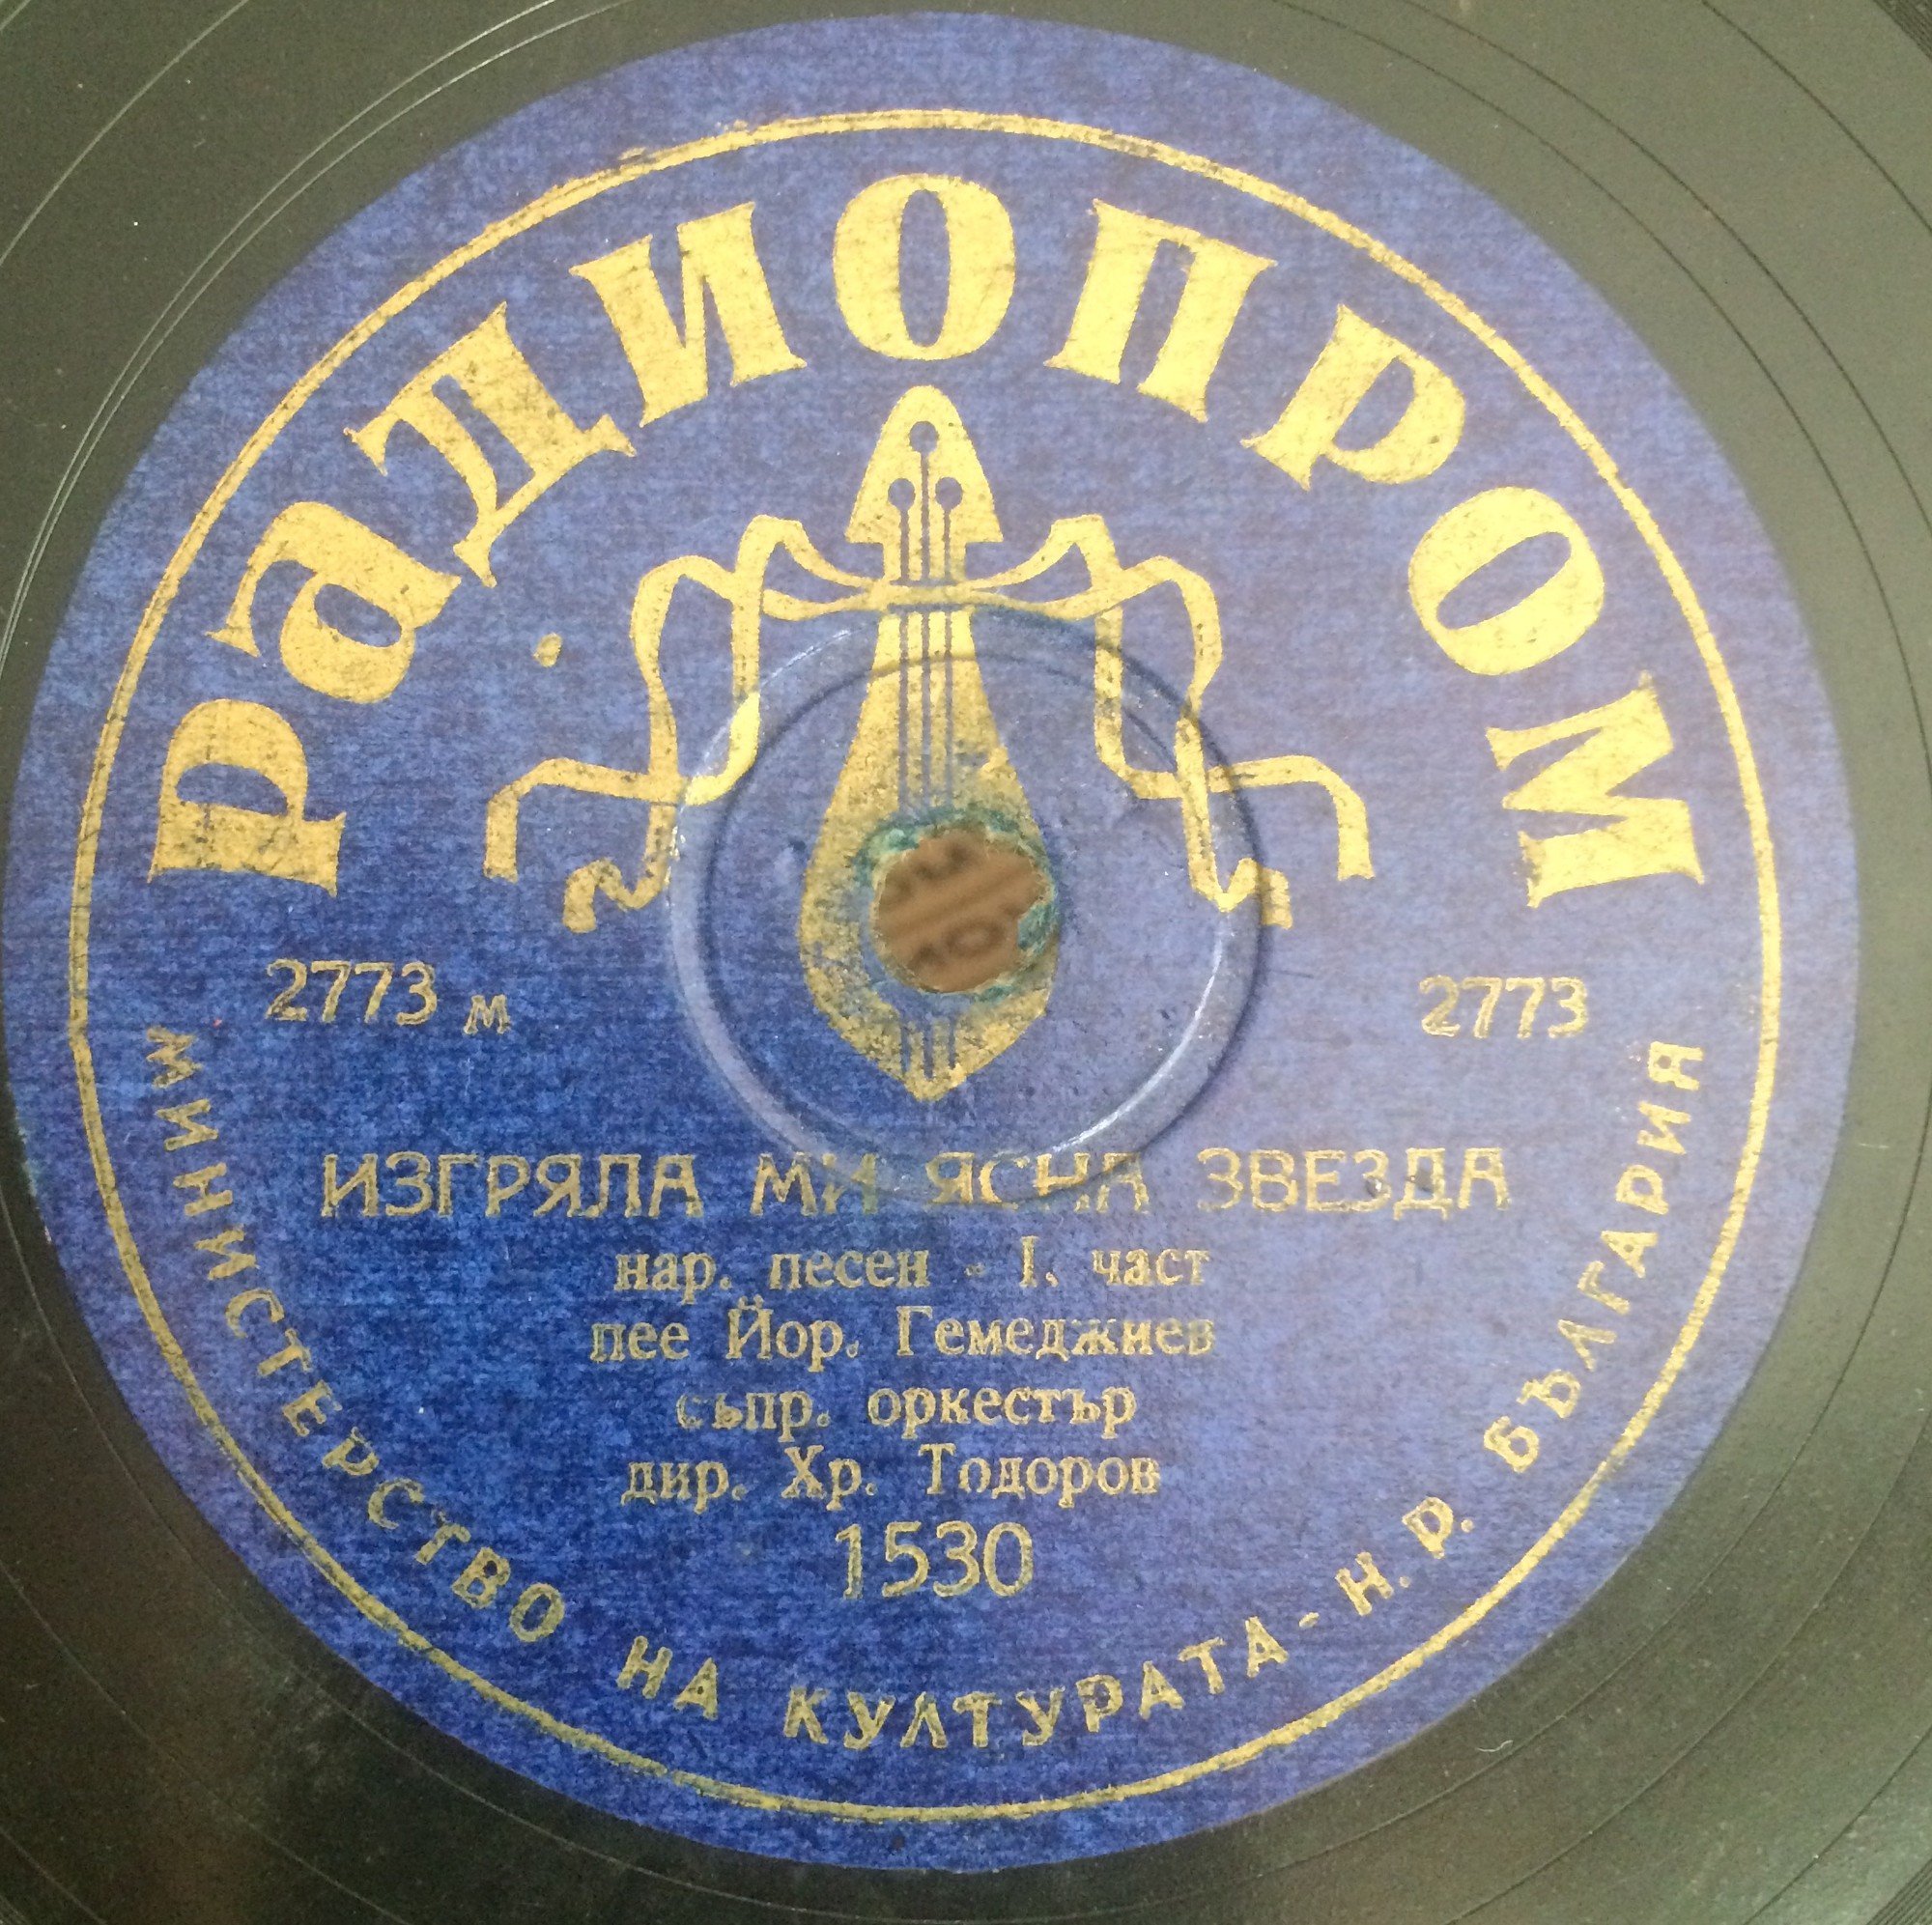 РАДИОПРОМ
2773 м
2773
ИЗГРЯЛА МИ ЯСНА ЗВЕЗДА
нар. песен - I. част
пее Йор. Гемеджиев
съпр. оркестър
дир. Хр. Тодоров
1530
МИНИСТЕРСТВО НА КУЛТУРАТА - Н. Р. БЪЛГАРИЯ